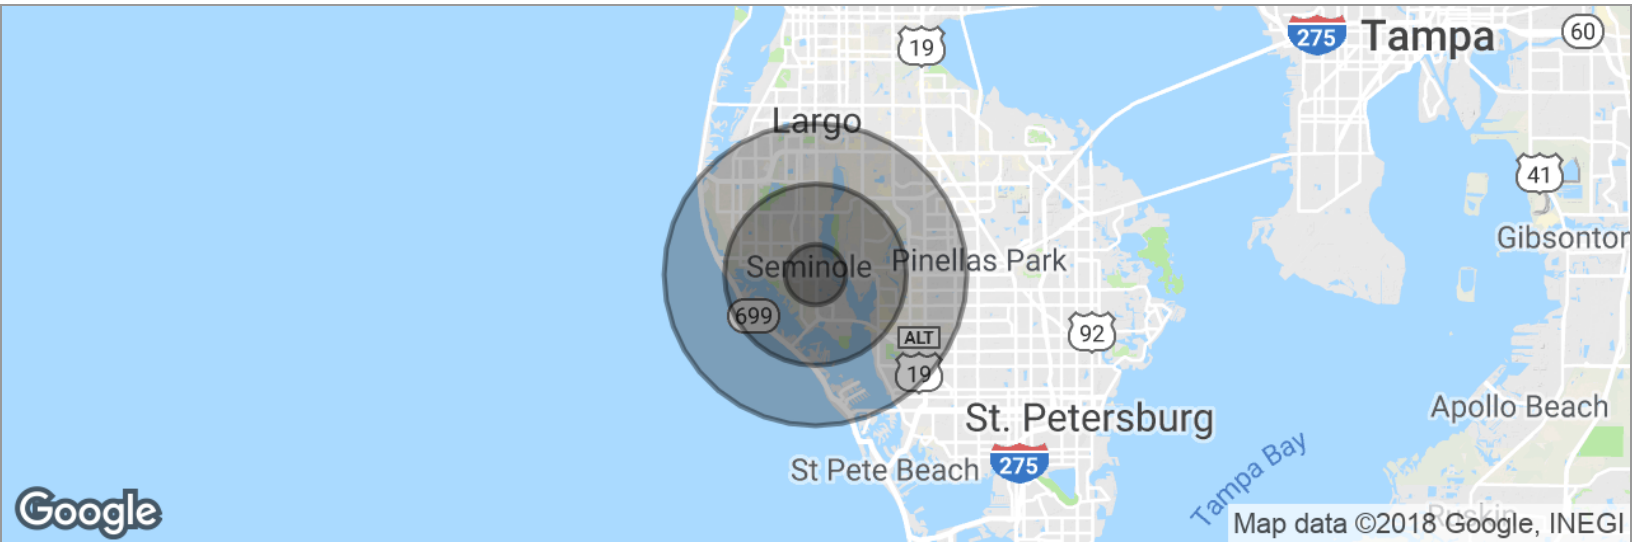 19
275
Tampa
60
Largo
41
Gibsonton
Seminole
Pinellas Park
699
92
ALT
19
Apollo Beach
St. Petersburg
St Pete Beach
275
Tampa Bay
Google
Ruskin
Map data ©2018 Google, INEGI